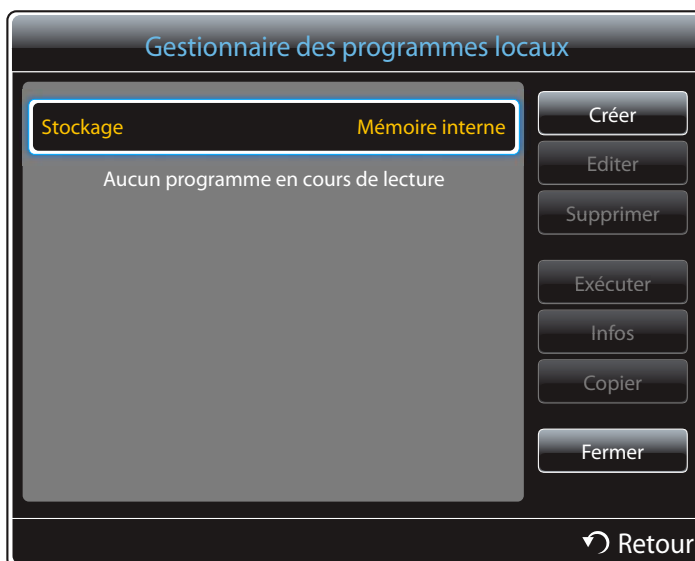 Gestionnaire des programmes locaux
Stockage Mémoire interne
Aucun programme en cours de lecture
Créer
Editer
Supprimer
Exécuter
Infos
Copier
Fermer
Retour